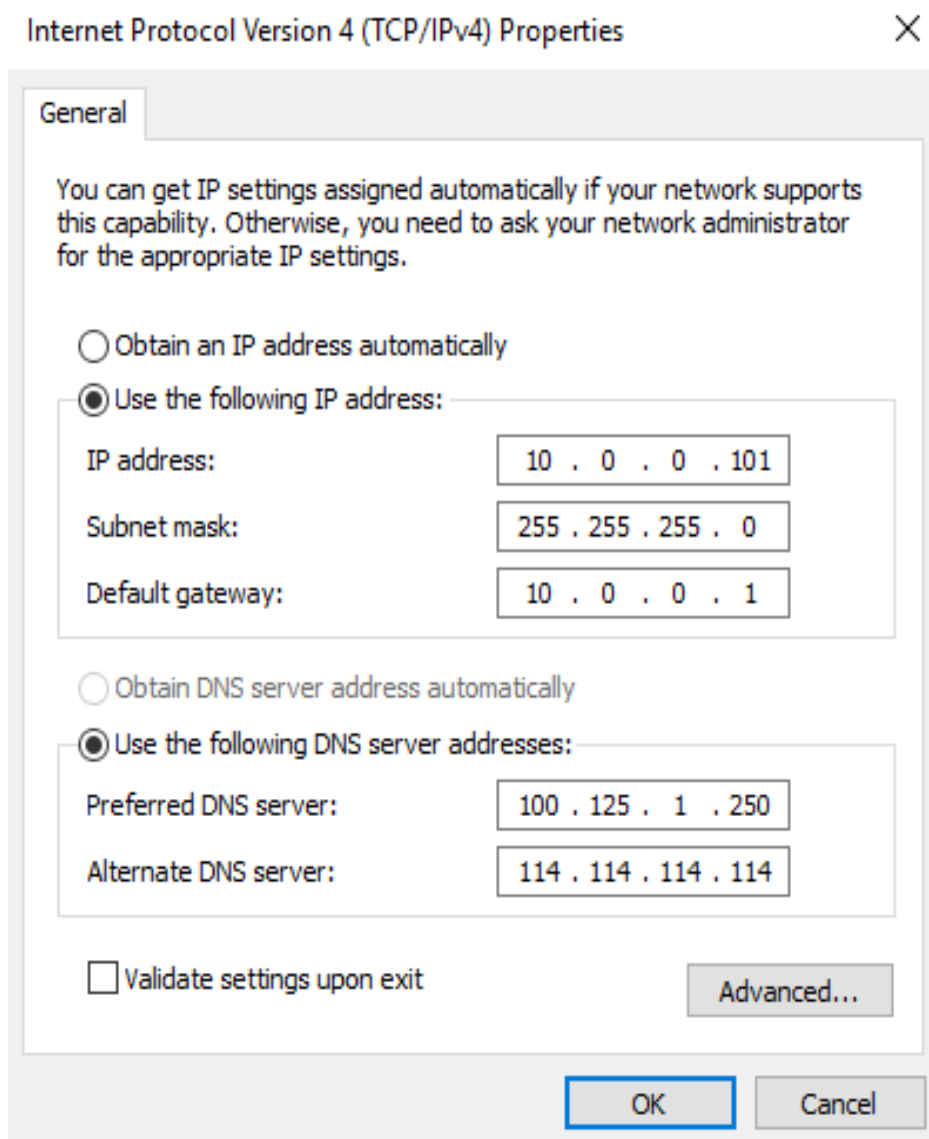 Internet Protocol Version 4 (TCP/IPv4) Properties
General
You can get IP settings assigned automatically if your network supports
this capability. Otherwise, you need to ask your network administrator
for the appropriate IP settings.
Obtain an IP address automatically
Use the following IP address:
IP address: 10 . 0 . 0 . 101
Subnet mask: 255 . 255 . 255 . 0
Default gateway: 10 . 0 . 0 . 1
Obtain DNS server address automatically
Use the following DNS server addresses:
Preferred DNS server: 100 . 125 . 1 . 250
Alternate DNS server: 114 . 114 . 114 . 114
Validate settings upon exit
Advanced...
OK Cancel